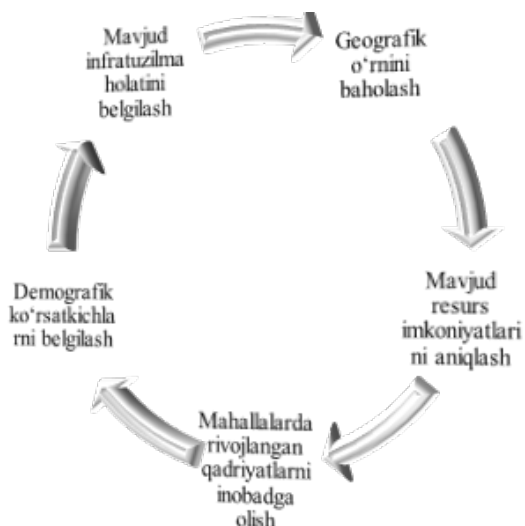 Mavjud
infratuzilma
holatini
belgilash
Geografik
o‘rnini
baholash
Mavjud
resurs
imkoniyatlari
ni aniqlash
Mahallalarda
rivojlangan
qadriyatlarni
inobadga
olish
Demografik
ko‘rsatkichla
rni belgilash